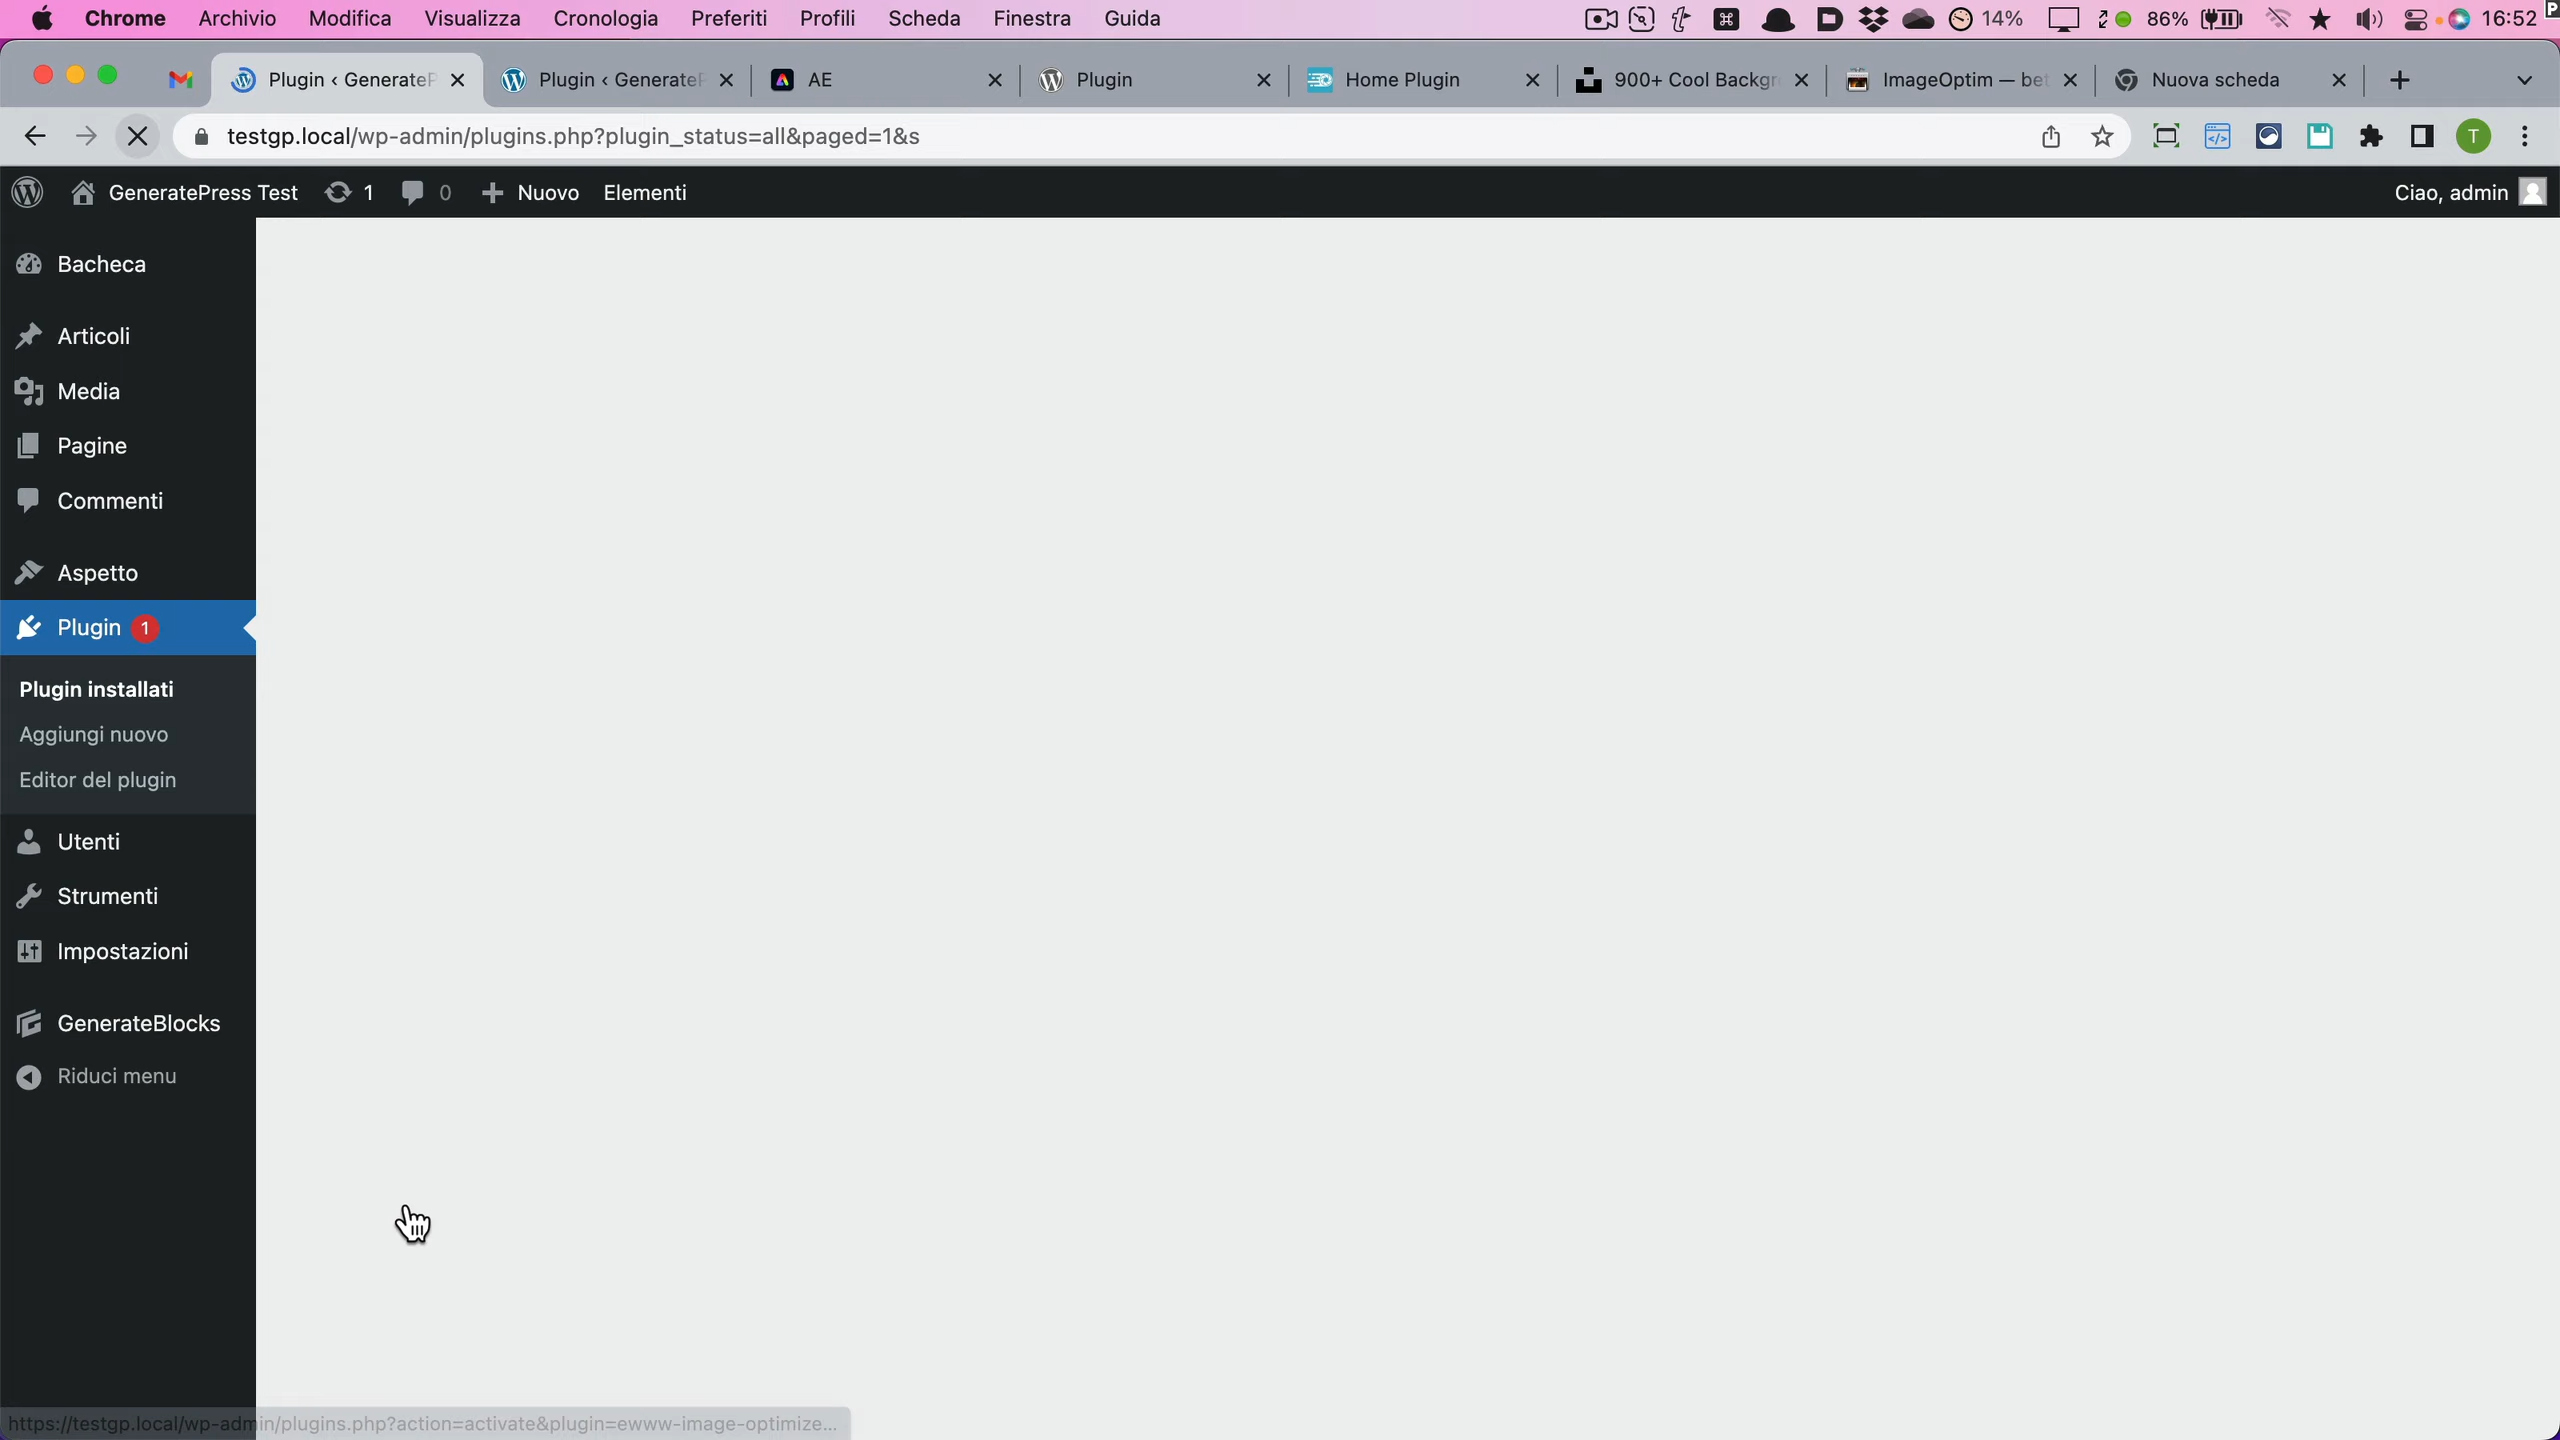 Chrome Archivio Modifica Visualizza Cronologia Preferiti Profili Scheda Finestra Guida 14% 86% 16:52
Plugin ‹ GenerateP Plugin ‹ GenerateP AE Plugin Home Plugin 900+ Cool Backgr ImageOptim — bet Nuova scheda
testgp.local/wp-admin/plugins.php?plugin_status=all&paged=1&s T
GeneratePress Test 1 0 Nuovo Elementi Ciao, admin
Bacheca
Articoli
Media
Pagine
Commenti
Aspetto
Plugin 1
Plugin installati
Aggiungi nuovo
Editor del plugin
Utenti
Strumenti
Impostazioni
GenerateBlocks
Riduci menu
https://testgp.local/wp-admin/plugins.php?action=activate&plugin=ewww-image-optimize...